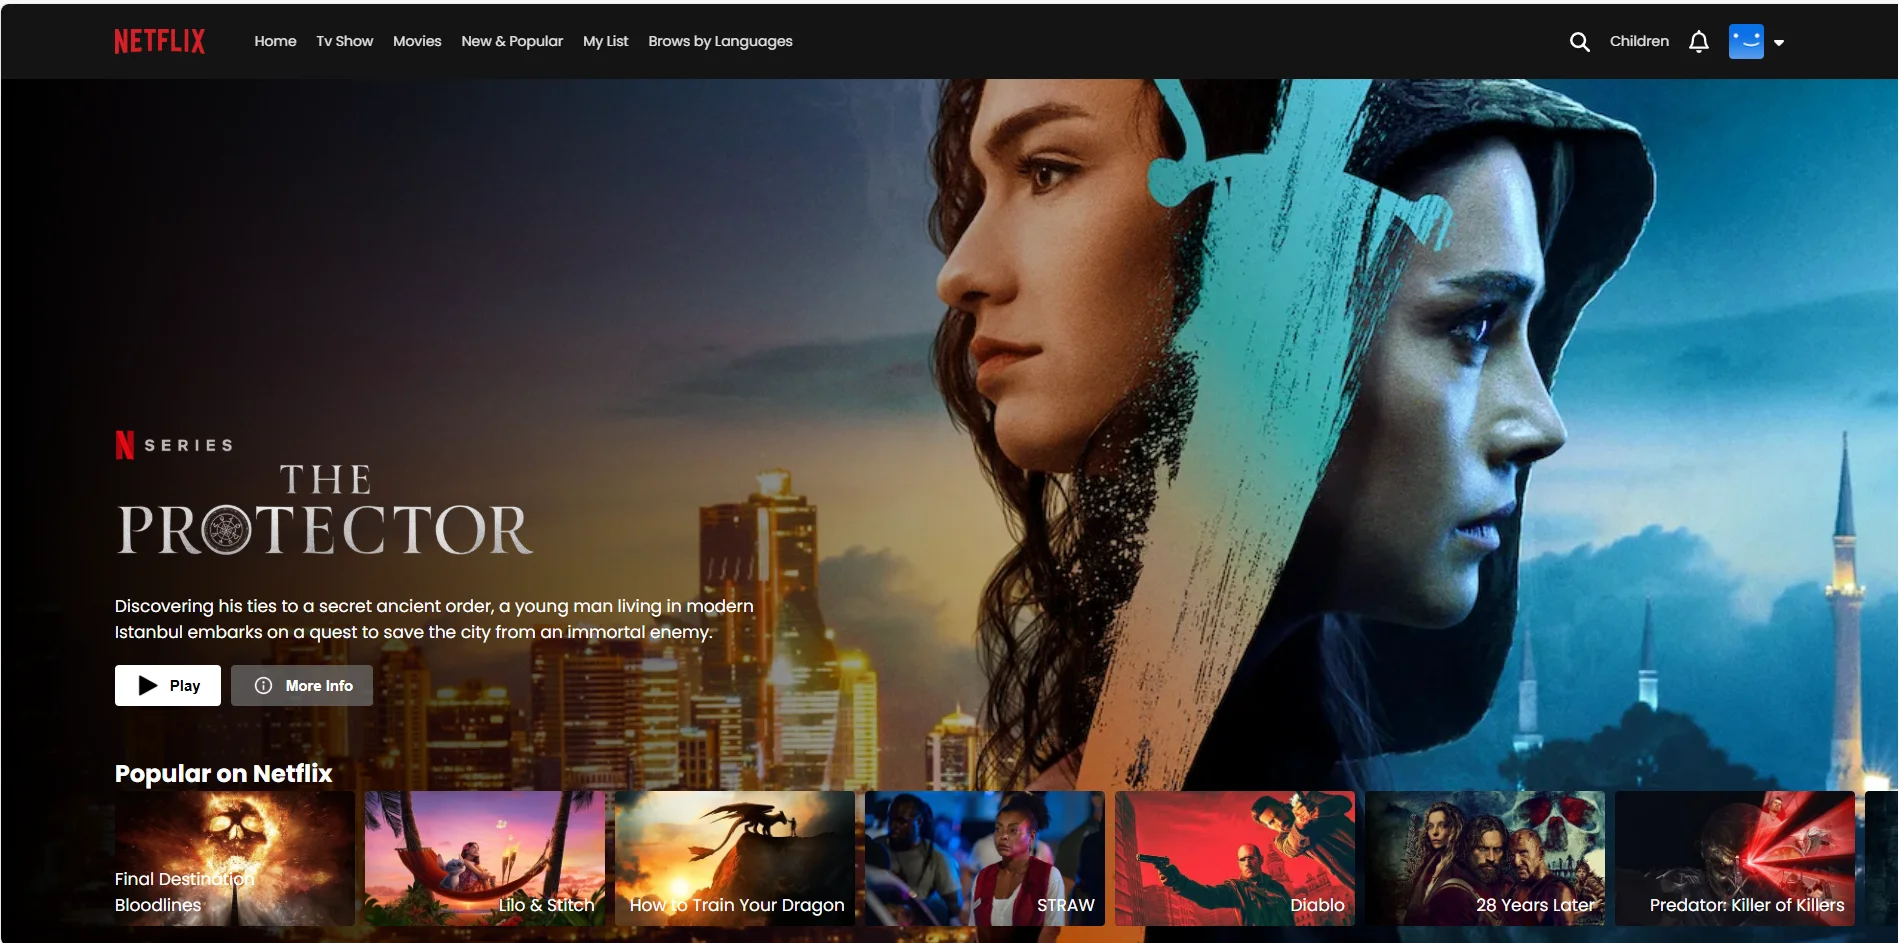 NETFLIX
Home
Tv Show
Movies
New & Popular
My List
Brows by Languages
Children
N SERIES
THE
PROTECTOR
Discovering his ties to a secret ancient order, a young man living in modern
Istanbul embarks on a quest to save the city from an immortal enemy.
Play
More Info
Popular on Netflix
Final Destination
Bloodlines
Lilo & Stitch
How to Train Your Dragon
STRAW
Diablo
28 Years Later
Predator: Killer of Killers